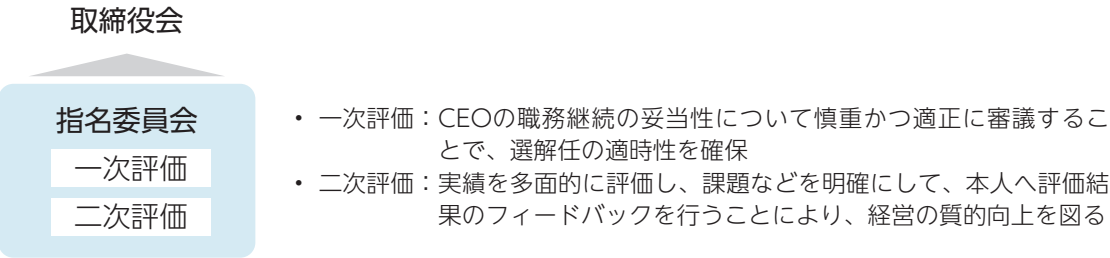 取締役会
指名委員会
一次評価
二次評価
• 一次評価：CEOの職務継続の妥当性について慎重かつ適正に審議するこ
とで、選解任の適時性を確保
• 二次評価：実績を多面的に評価し、課題などを明確にして、本人へ評価結
果のフィードバックを行うことにより、経営の質的向上を図る